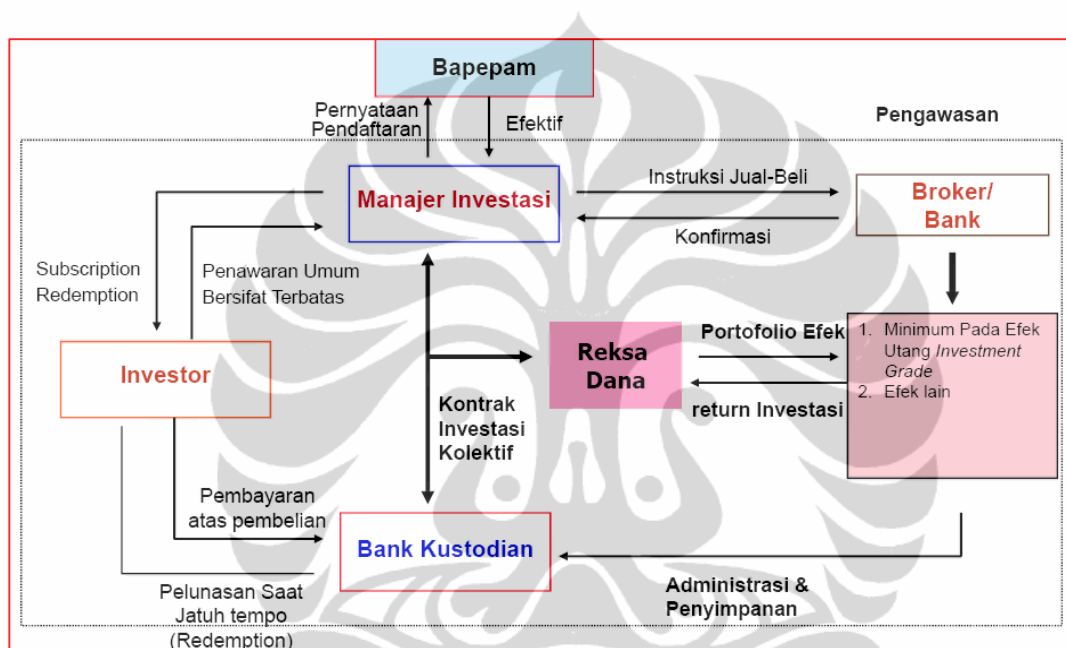 Bapepam
Pernyataan
Pendaftaran
Efektif
Pengawasan
Manajer Investasi
Instruksi Jual-Beli
Konfirmasi
Broker/
Bank
Subscription
Redemption
Penawaran Umum
Bersifat Terbatas
Investor
Reksa
Dana
Portofolio Efek
return Investasi
1. Minimum Pada Efek
Utang Investment
Grade
2. Efek lain
Kontrak
Investasi
Kolektif
Pembayaran
atas pembelian
Bank Kustodian
Pelunasan Saat
Jatuh tempo
(Redemption)
Administrasi &
Penyimpanan